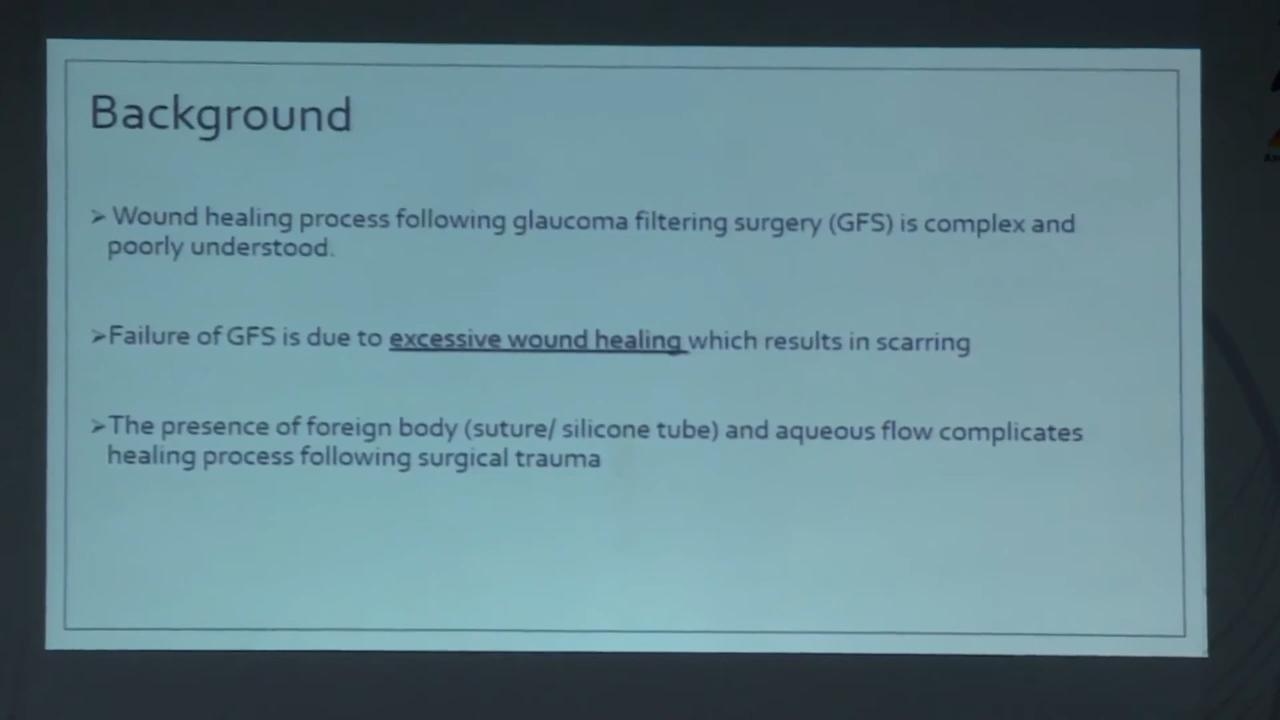 Background
➤ Wound healing process following glaucoma filtering surgery (GFS) is complex and
poorly understood.
➤Failure of GFS is due to excessive wound healing which results in scarring
➤The presence of foreign body (suture/ silicone tube) and aqueous flow complicates
healing process following surgical trauma